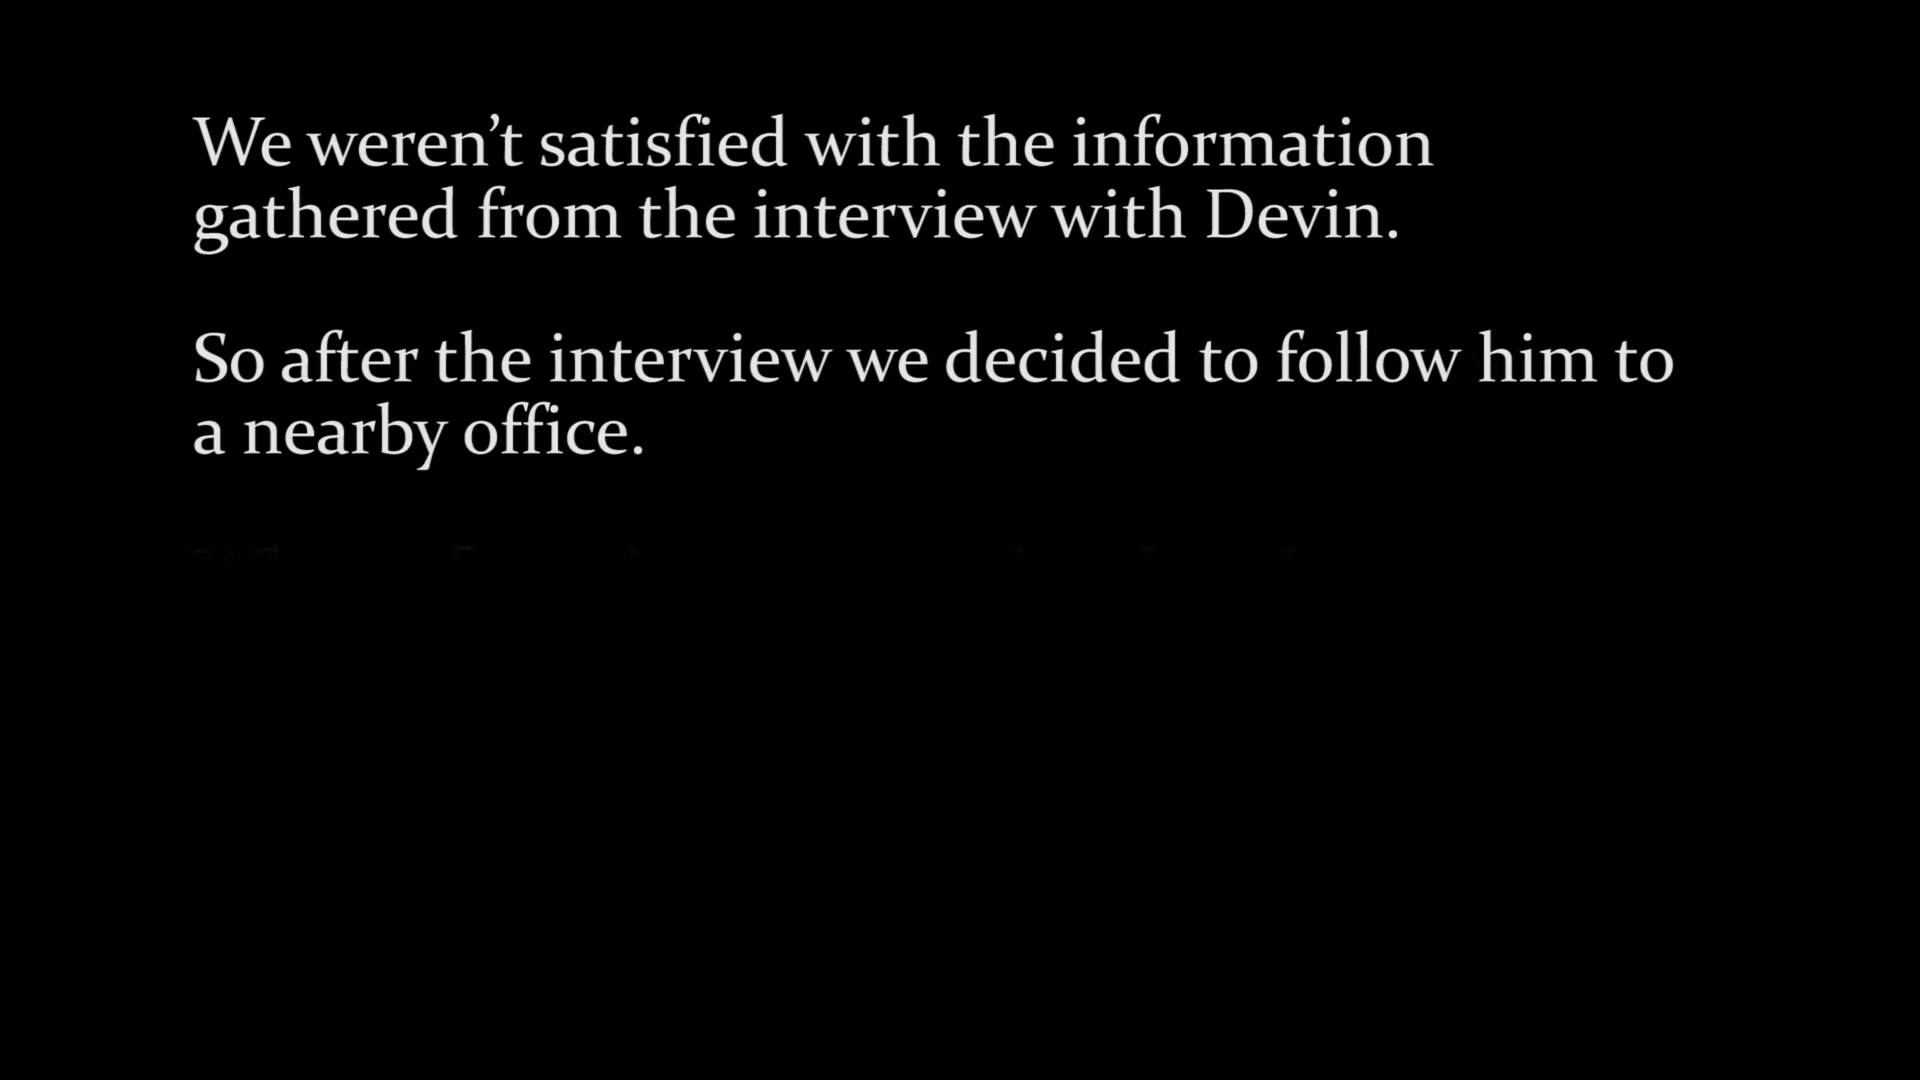 We weren’t satisfied with the information
gathered from the interview with Devin.
So after the interview we decided to follow him to
a nearby office.